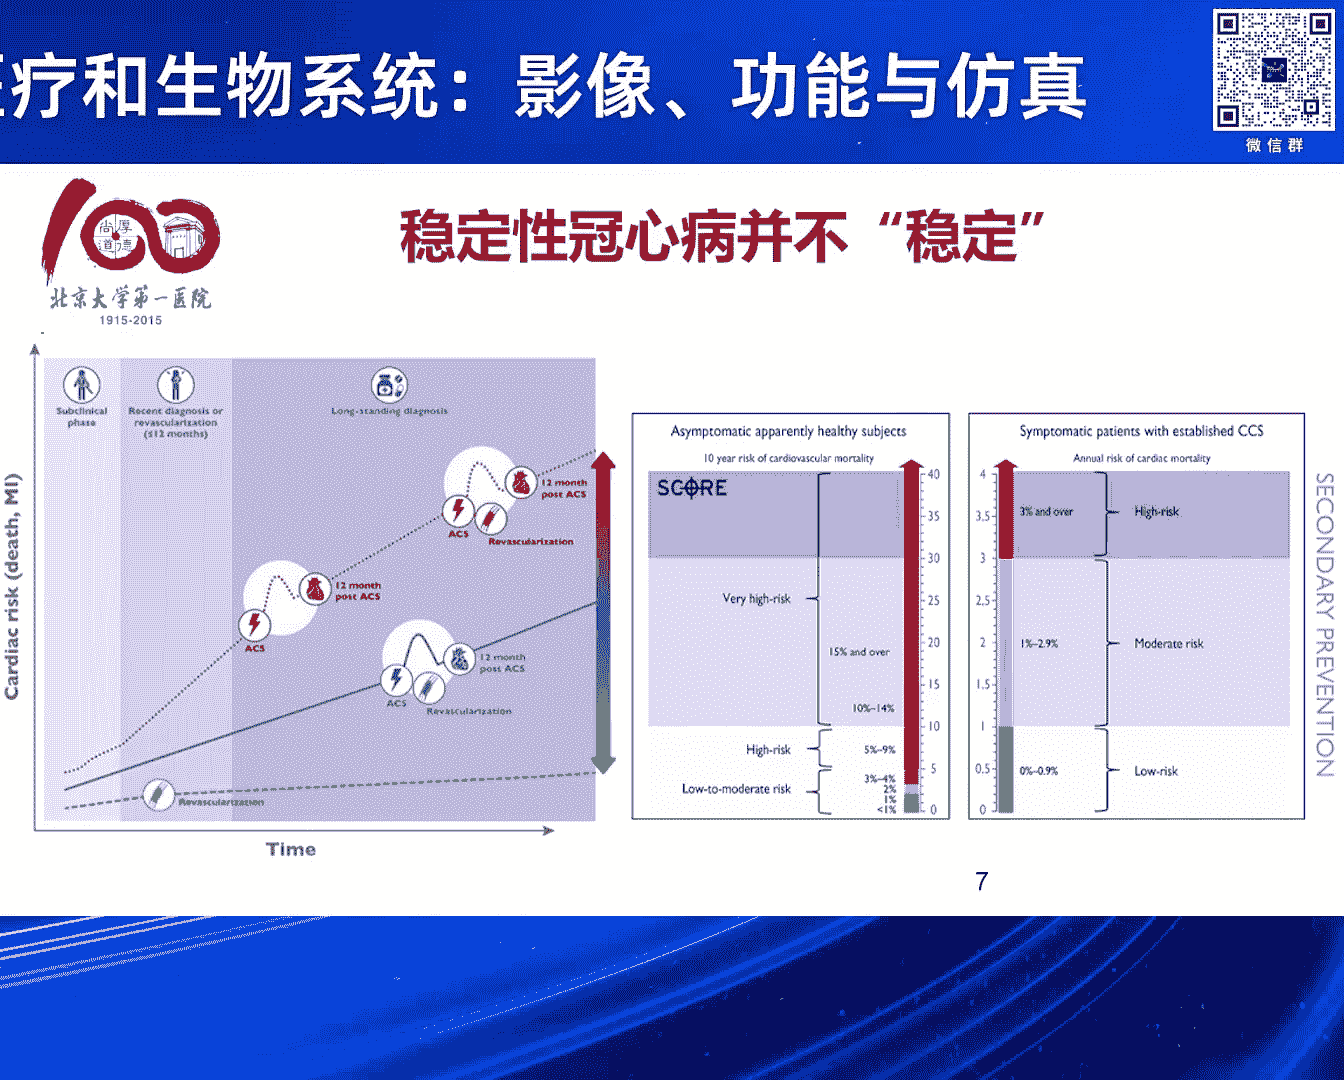 疗和生物系统：影像、功能与仿真
微信群
尚厚
道德
北京大学第一医院
1915-2015
稳定性冠心病并不“稳定”
Cardiac risk (death, MI)
Subclinical
phase
Recent diagnosis or
revascularization
(≤12 months)
Long-standing diagnosis
12 month
post ACS
ACS
Revascularization
12 month
post ACS
ACS
12 month
post ACS
ACS
Revascularization
Revascularization
Time
Asymptomatic apparently healthy subjects
10 year risk of cardiovascular mortality
SCORE
40
35
30
25
20
15
10
5
0
Very high-risk
15% and over
10%–14%
High-risk
5%–9%
Low-to-moderate risk
3%–4%
2%
1%
<1%
Symptomatic patients with established CCS
Annual risk of cardiac mortality
4
3.5
3
2.5
2
1.5
1
0.5
0
3% and over
High-risk
1%–2.9%
Moderate risk
0%–0.9%
Low-risk
SECONDARY PREVENTION
7